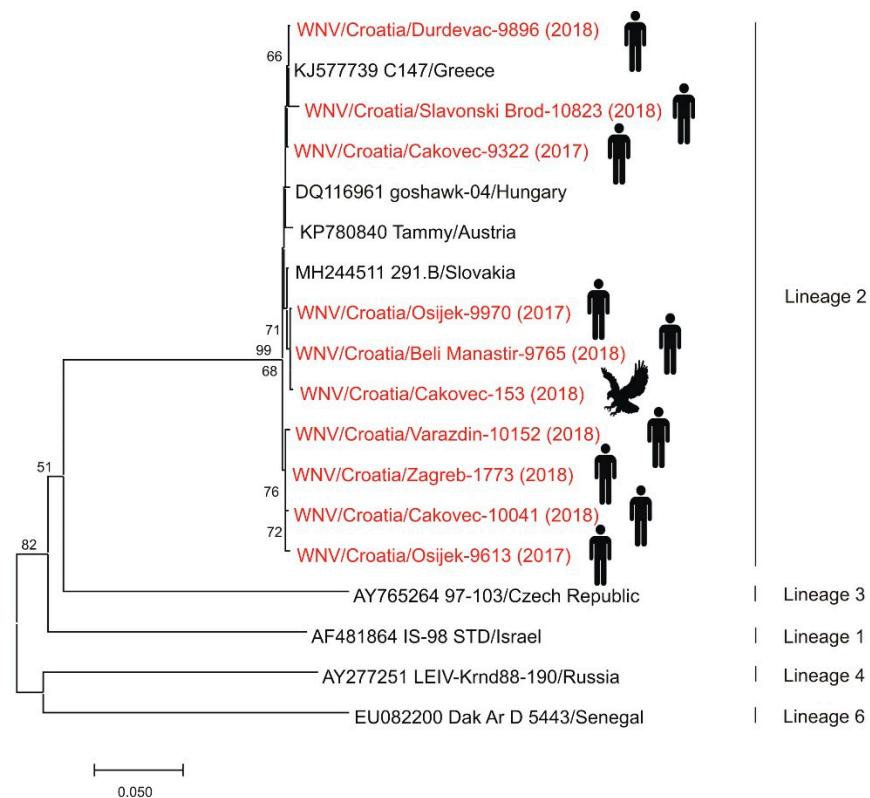 WNV/Croatia/Durdevac-9896 (2018)
66
KJ577739 C147/Greece
WNV/Croatia/Slavonski Brod-10823 (2018)
WNV/Croatia/Cakovec-9322 (2017)
DQ116961 goshawk-04/Hungary
KP780840 Tammy/Austria
MH244511 291.B/Slovakia
Lineage 2
WNV/Croatia/Osijek-9970 (2017)
71
99
WNV/Croatia/Beli Manastir-9765 (2018)
68
WNV/Croatia/Cakovec-153 (2018)
WNV/Croatia/Varazdin-10152 (2018)
51
WNV/Croatia/Zagreb-1773 (2018)
76
WNV/Croatia/Cakovec-10041 (2018)
72
82
WNV/Croatia/Osijek-9613 (2017)
AY765264 97-103/Czech Republic Lineage 3
AF481864 IS-98 STD/Israel Lineage 1
AY277251 LEIV-Krnd88-190/Russia Lineage 4
EU082200 Dak Ar D 5443/Senegal Lineage 6
0.050